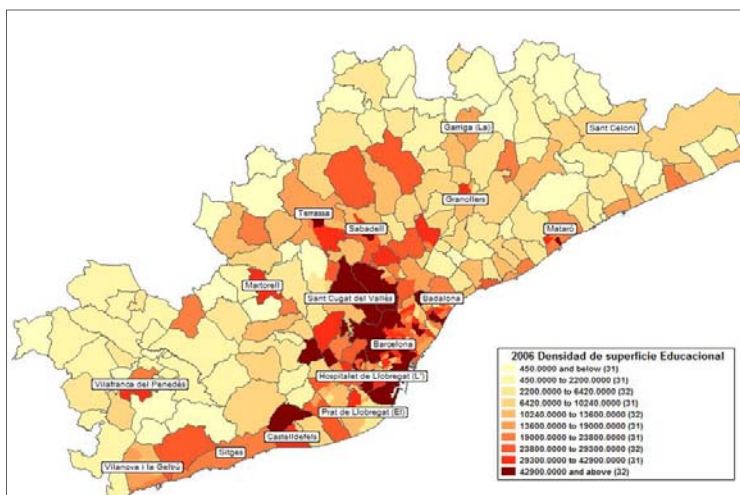 Garriga (La)
Sant Celoni
Granollers
Terrassa
Sabadell
Mataró
Martorell
Sant Cugat del Vallès
Badalona
Barcelona
Hospitalet de Llobregat (L')
Vilafranca del Penedès
Prat de Llobregat (El)
Castelldefels
Sitges
Vilanova i la Geltrú
2006 Densidad de superficie Educacional
450.0000 and below (31)
450.0000 to 2200.0000 (31)
2200.0000 to 6420.0000 (32)
6420.0000 to 10240.0000 (31)
10240.0000 to 13600.0000 (32)
13600.0000 to 19000.0000 (31)
19000.0000 to 23800.0000 (31)
23800.0000 to 29300.0000 (32)
29300.0000 to 42900.0000 (31)
42900.0000 and above (32)